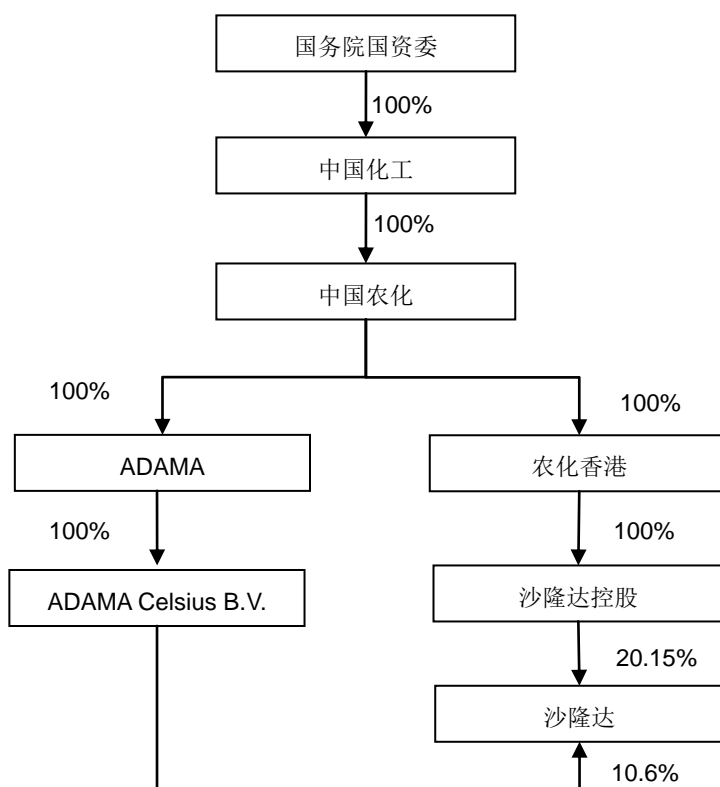 国务院国资委
100%
中国化工
100%
中国农化
100%
100%
ADAMA
农化香港
100%
100%
ADAMA Celsius B.V.
沙隆达控股
20.15%
沙隆达
10.6%